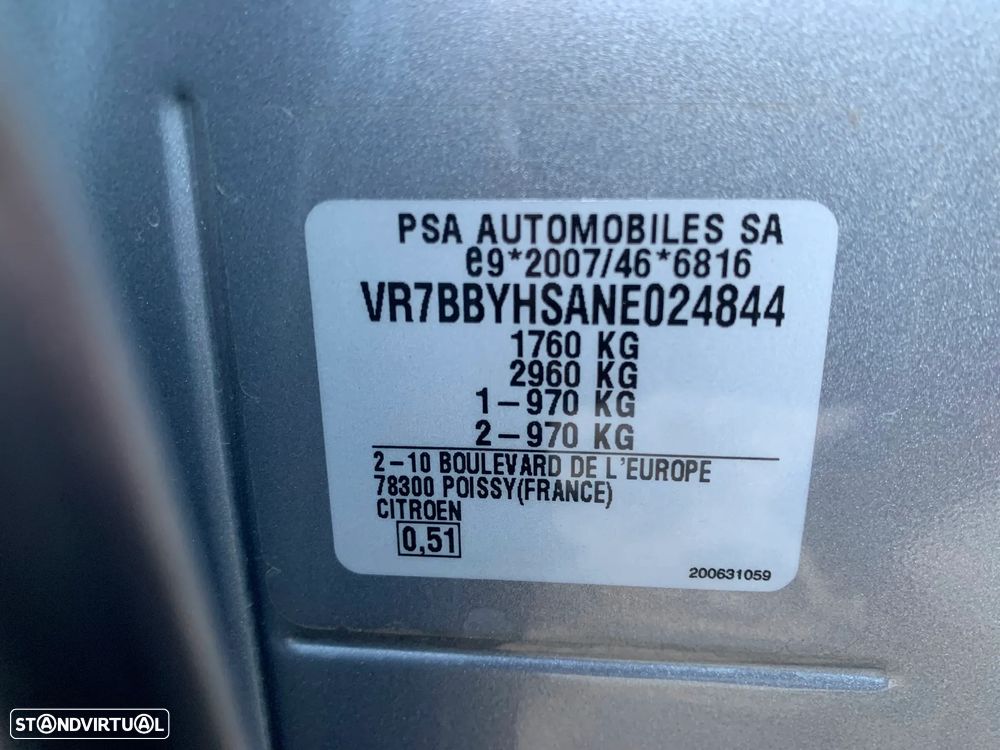 PSA AUTOMOBILES SA
e9*2007/46*6816
VR7BBYHSANE024844
1760 KG
2960 KG
1-970 KG
2-970 KG
2-10 BOULEVARD DE L'EUROPE
78300 POISSY(FRANCE)
CITROEN
0,51
200631059
STANDVIRTUAL